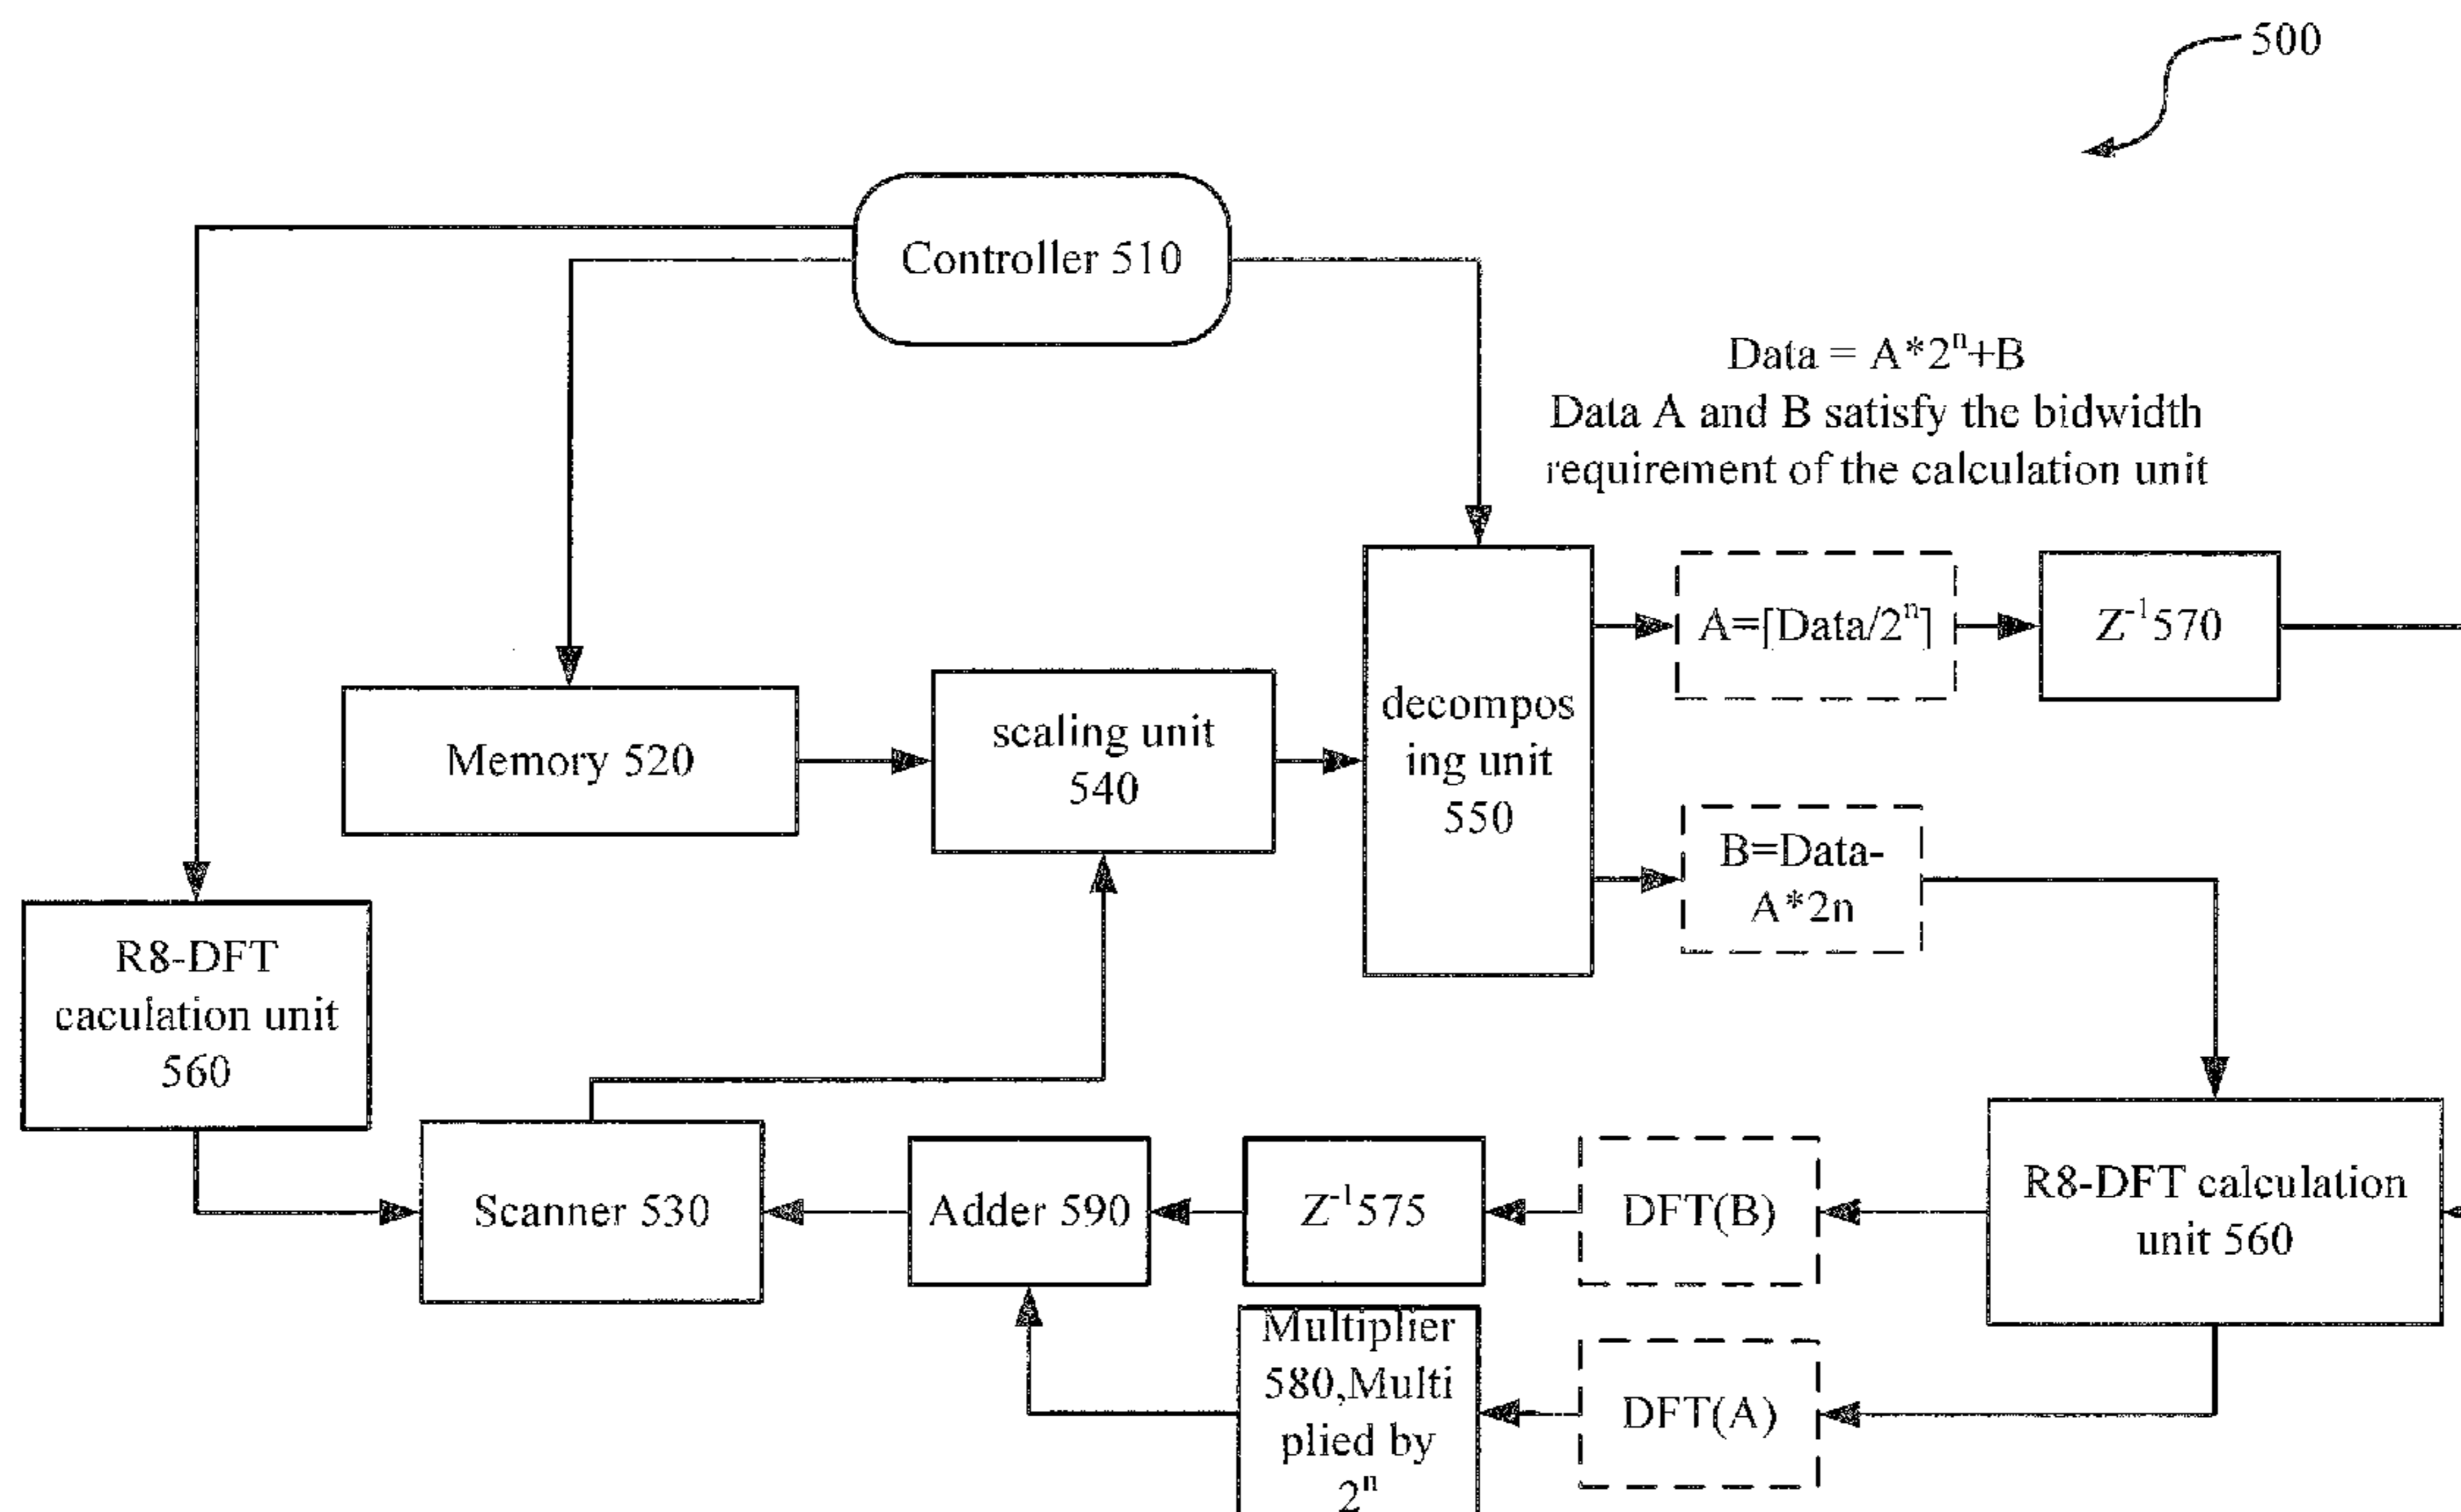 500
Controller 510
Data = A*2ⁿ+B
Data A and B satisfy the bidwidth
requirement of the calculation unit
A=⌈Data/2ⁿ⌉
Z⁻¹570
decompos
ing unit
550
scaling unit
540
Memory 520
B=Data-
A*2n
R8-DFT
caculation unit
560
Scanner 530
Adder 590
Z⁻¹575
DFT(B)
R8-DFT calculation
unit 560
Multiplier
580,Multi
plied by
2ⁿ
DFT(A)